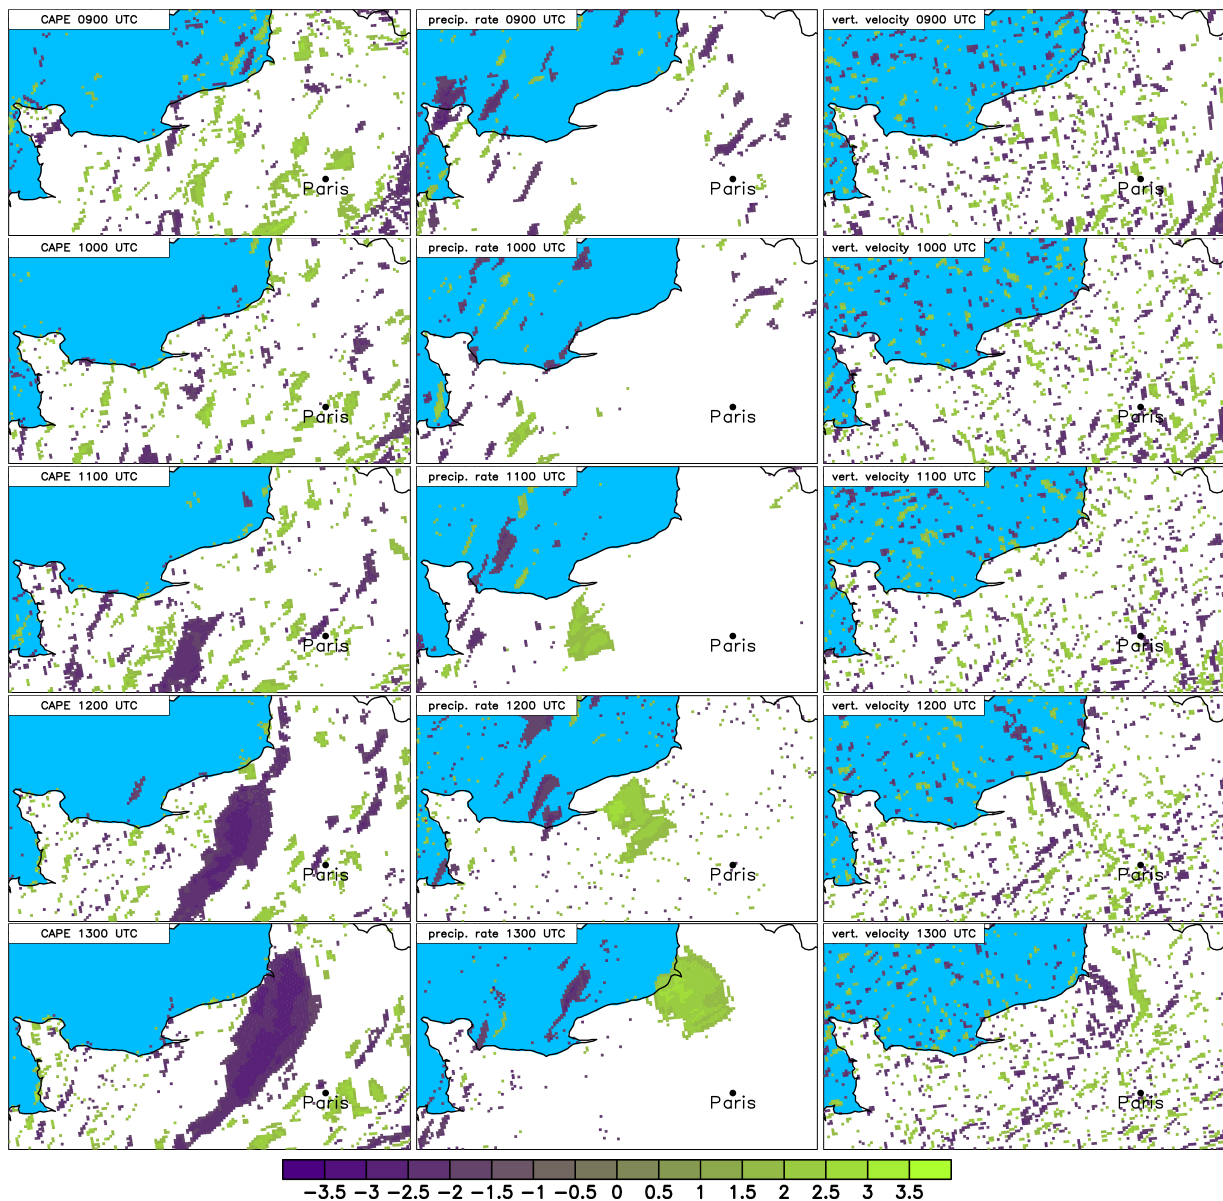 CAPE 0900 UTC
precip. rate 0900 UTC
vert. velocity 0900 UTC
Paris
Paris
Paris
CAPE 1000 UTC
precip. rate 1000 UTC
vert. velocity 1000 UTC
Paris
Paris
Paris
CAPE 1100 UTC
precip. rate 1100 UTC
vert. velocity 1100 UTC
Paris
Paris
Paris
CAPE 1200 UTC
precip. rate 1200 UTC
vert. velocity 1200 UTC
Paris
Paris
Paris
CAPE 1300 UTC
precip. rate 1300 UTC
vert. velocity 1300 UTC
Paris
Paris
Paris
−3.5 −3 −2.5 −2 −1.5 −1 −0.5 0 0.5 1 1.5 2 2.5 3 3.5